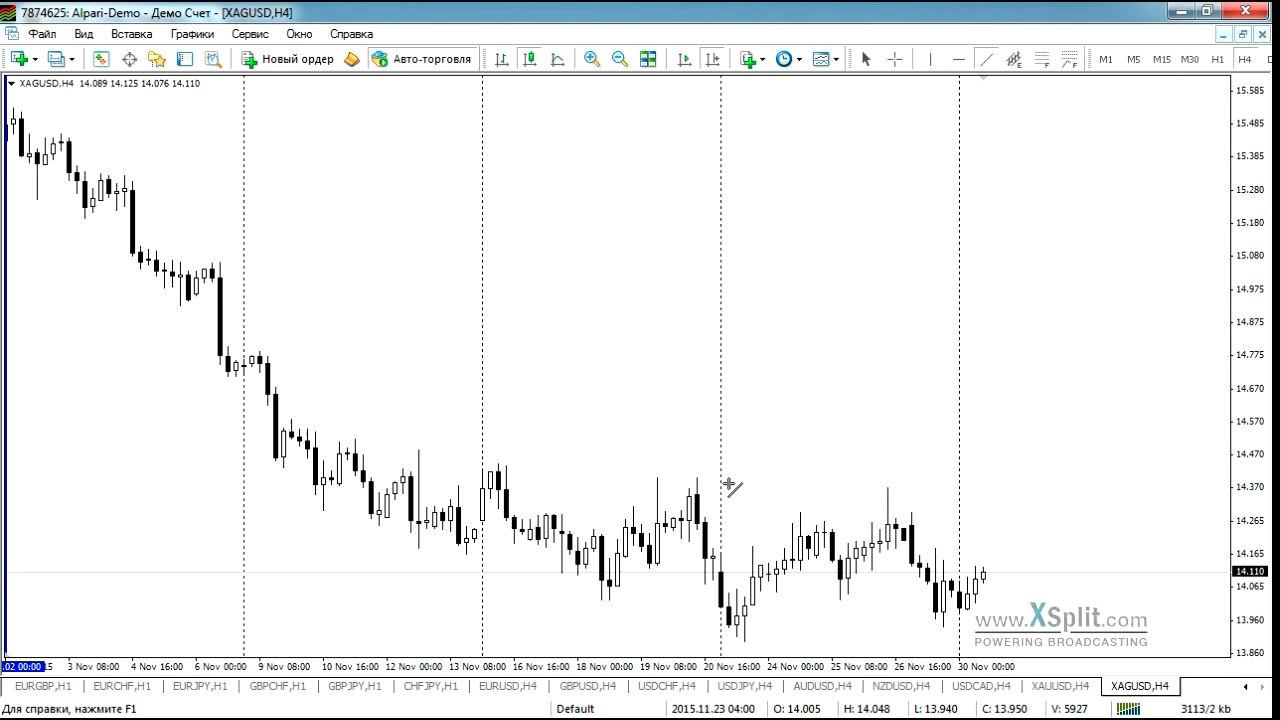 7874625: Alpari-Demo - Демо Счет - [XAGUSD,H4]
Файл Вид Вставка Графики Сервис Окно Справка
Новый ордер Авто-торговля M1 M5 M15 M30 H1 H4
XAGUSD,H4 14.089 14.125 14.076 14.110
15.585
15.485
15.385
15.280
15.180
15.080
14.975
14.875
14.775
14.670
14.570
14.470
14.370
14.265
14.165
14.110
14.065
13.960
13.860
www.XSplit.com
POWERING BROADCASTING
.02 00:00 15 3 Nov 08:00 4 Nov 16:00 6 Nov 00:00 9 Nov 08:00 10 Nov 16:00 12 Nov 00:00 13 Nov 08:00 16 Nov 16:00 18 Nov 00:00 19 Nov 08:00 20 Nov 16:00 24 Nov 00:00 25 Nov 08:00 26 Nov 16:00 30 Nov 00:00
EURGBP,H1 EURCHF,H1 EURJPY,H1 GBPCHF,H1 GBPJPY,H1 CHFJPY,H1 EURUSD,H4 GBPUSD,H4 USDCHF,H4 USDJPY,H4 AUDUSD,H4 NZDUSD,H4 USDCAD,H4 XAUUSD,H4 XAGUSD,H4
Для справки, нажмите F1 Default 2015.11.23 04:00 O: 14.005 H: 14.048 L: 13.940 C: 13.950 V: 5927 3113/2 kb